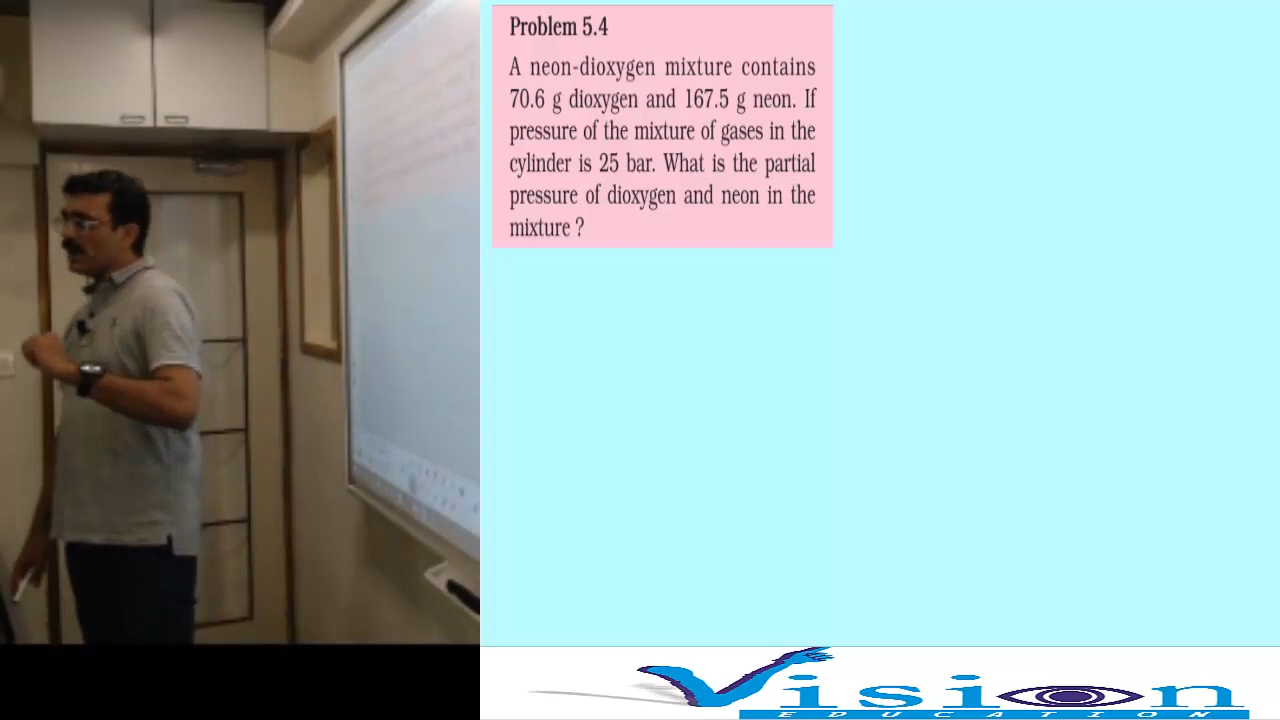 Problem 5.4
A neon-dioxygen mixture contains
70.6 g dioxygen and 167.5 g neon. If
pressure of the mixture of gases in the
cylinder is 25 bar. What is the partial
pressure of dioxygen and neon in the
mixture ?
Vision
EDUCATION